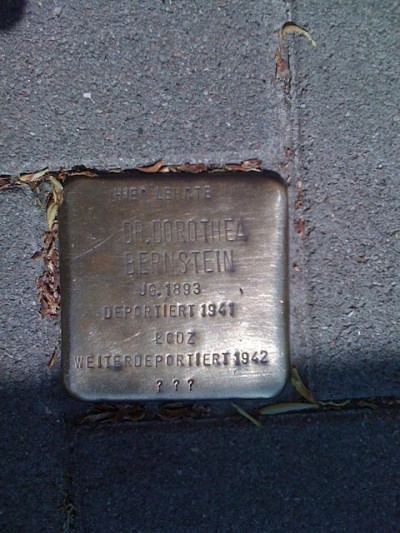 HIER LEHRTE
DR. DOROTHEA
BERNSTEIN
JG. 1893
DEPORTIERT 1941
ŁODZ
WEITERDEPORTIERT 1942
? ? ?